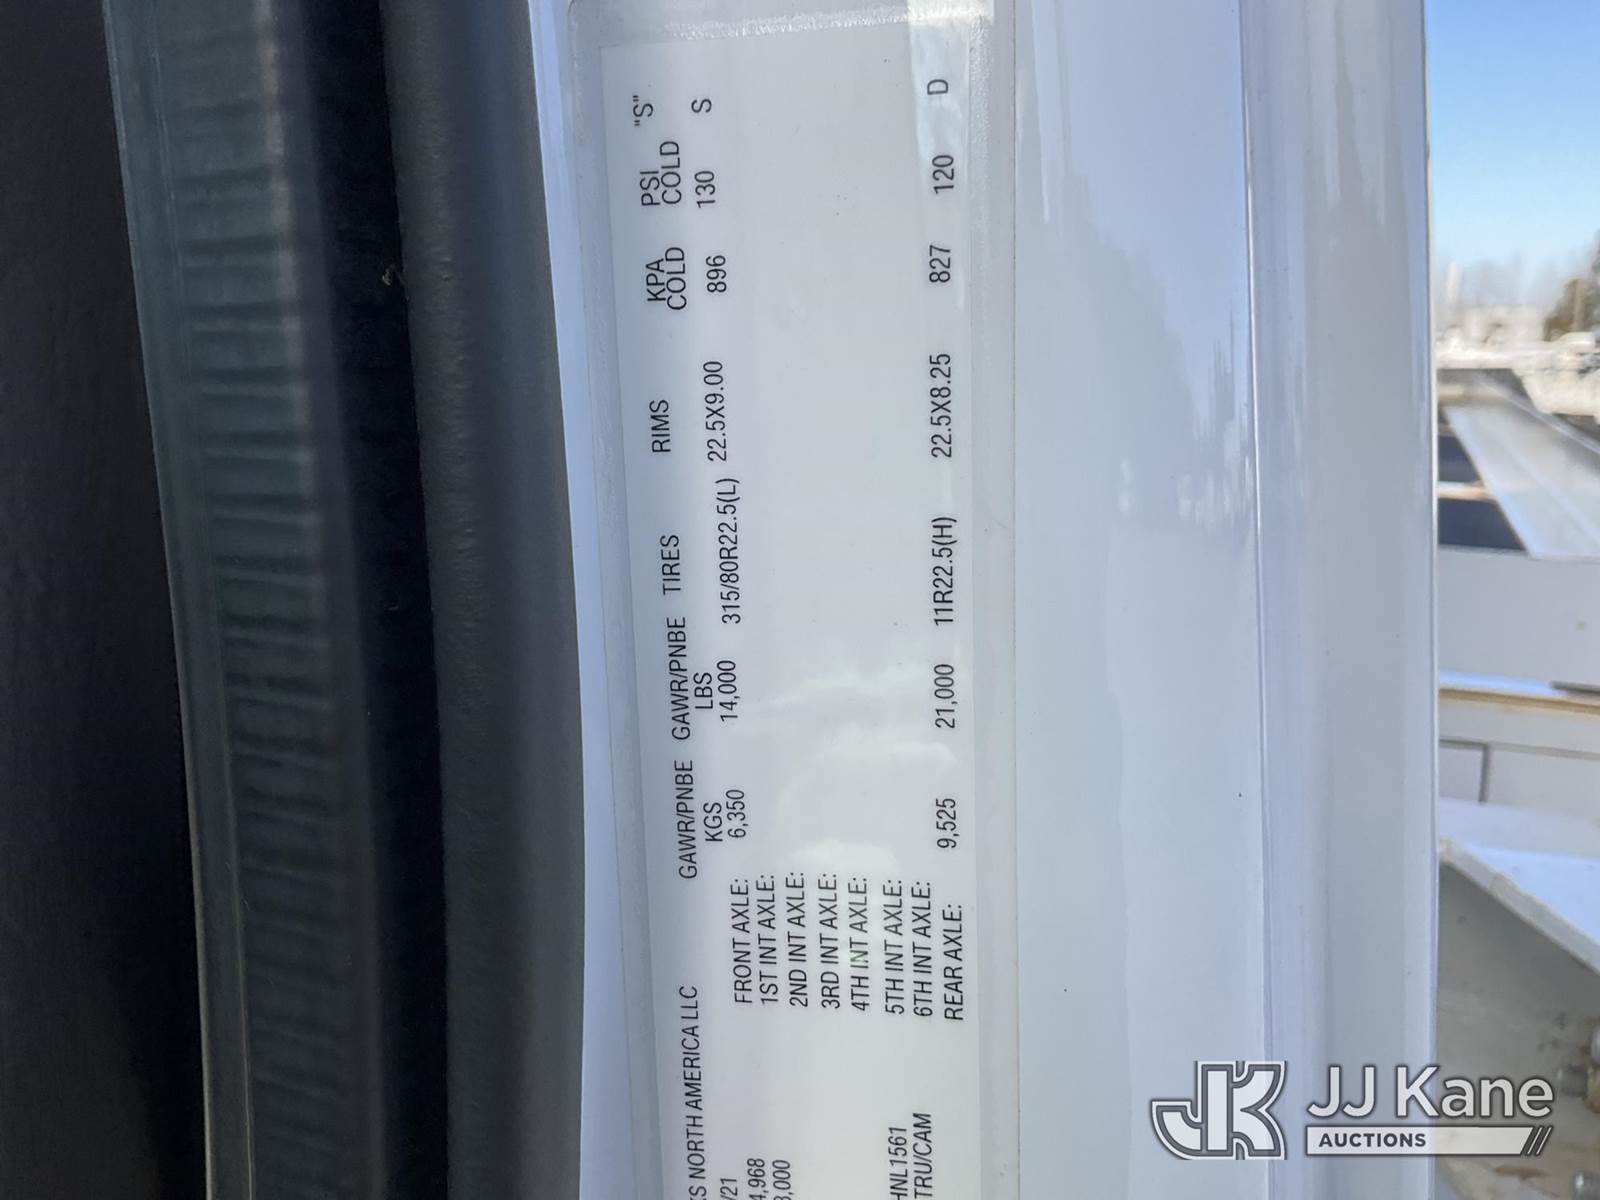 GAWR/PNBE GAWR/PNBE TIRES RIMS KPA PSI "S"
KGS LBS COLD COLD
FRONT AXLE: 6,350 14,000 315/80R22.5(L) 22.5X9.00 896 130 S
1ST INT AXLE:
2ND INT AXLE:
3RD INT AXLE:
4TH INT AXLE:
5TH INT AXLE:
6TH INT AXLE:
REAR AXLE: 9,525 21,000 11R22.5(H) 22.5X8.25 827 120 D
NORTH AMERICA LLC
/21
4,968
3,000
HNL1561
TRU/CAM
JK JJ Kane
AUCTIONS